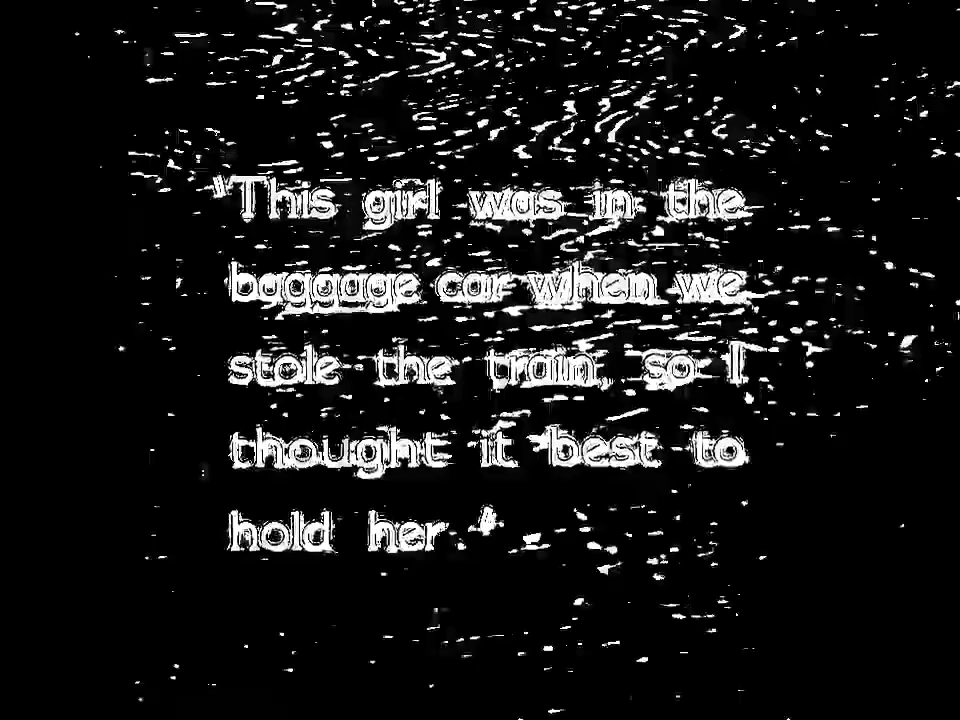 "This girl was in the
baggage car when we
stole the train, so I
thought it best to
hold her."